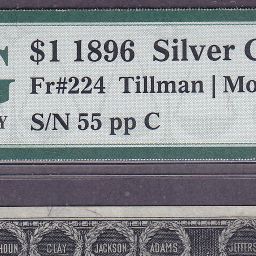 $1 1896 Silver C
Fr#224 Tillman | Mo
S/N 55 pp C
CLAY JACKSON ADAMS